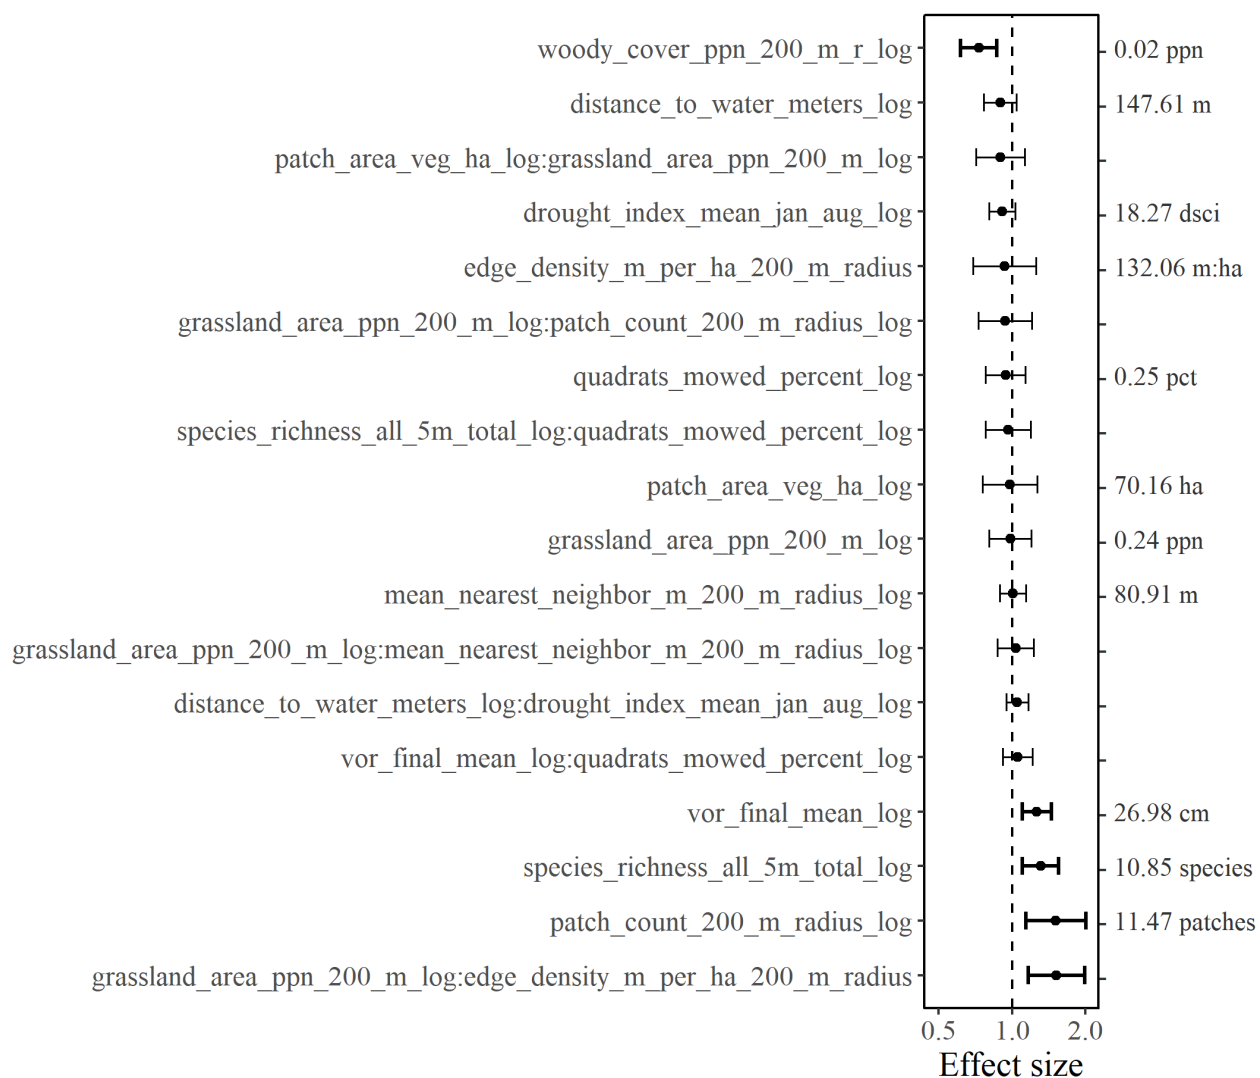 woody_cover_ppn_200_m_r_log 0.02 ppn
distance_to_water_meters_log 147.61 m
patch_area_veg_ha_log:grassland_area_ppn_200_m_log
drought_index_mean_jan_aug_log 18.27 dsci
edge_density_m_per_ha_200_m_radius 132.06 m:ha
grassland_area_ppn_200_m_log:patch_count_200_m_radius_log
quadrats_mowed_percent_log 0.25 pct
species_richness_all_5m_total_log:quadrats_mowed_percent_log
patch_area_veg_ha_log 70.16 ha
grassland_area_ppn_200_m_log 0.24 ppn
mean_nearest_neighbor_m_200_m_radius_log 80.91 m
grassland_area_ppn_200_m_log:mean_nearest_neighbor_m_200_m_radius_log
distance_to_water_meters_log:drought_index_mean_jan_aug_log
vor_final_mean_log:quadrats_mowed_percent_log
vor_final_mean_log 26.98 cm
species_richness_all_5m_total_log 10.85 species
patch_count_200_m_radius_log 11.47 patches
grassland_area_ppn_200_m_log:edge_density_m_per_ha_200_m_radius
0.5 1.0 2.0
Effect size